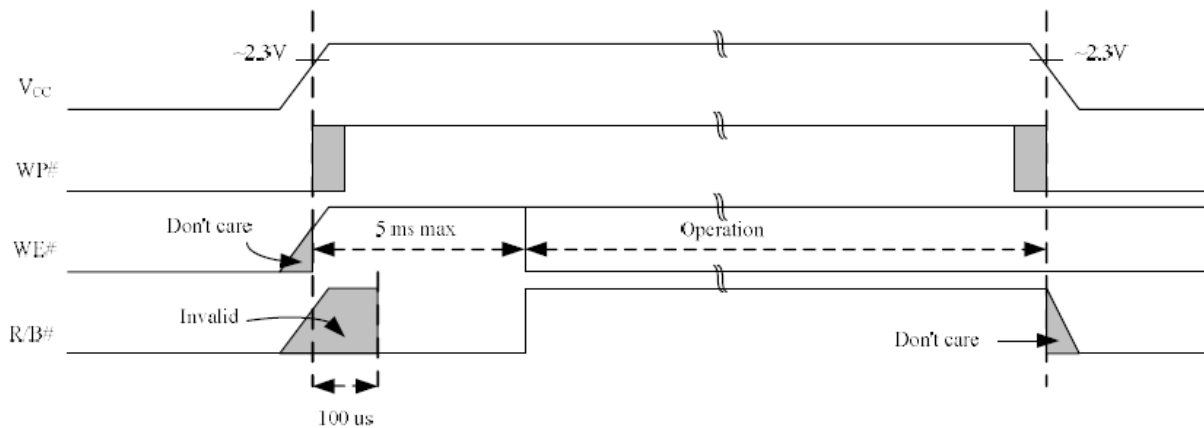 ~2.3V
~2.3V
VCC
WP#
Don't care
5 ms max
Operation
WE#
Invalid
R/B#
Don't care
100 us